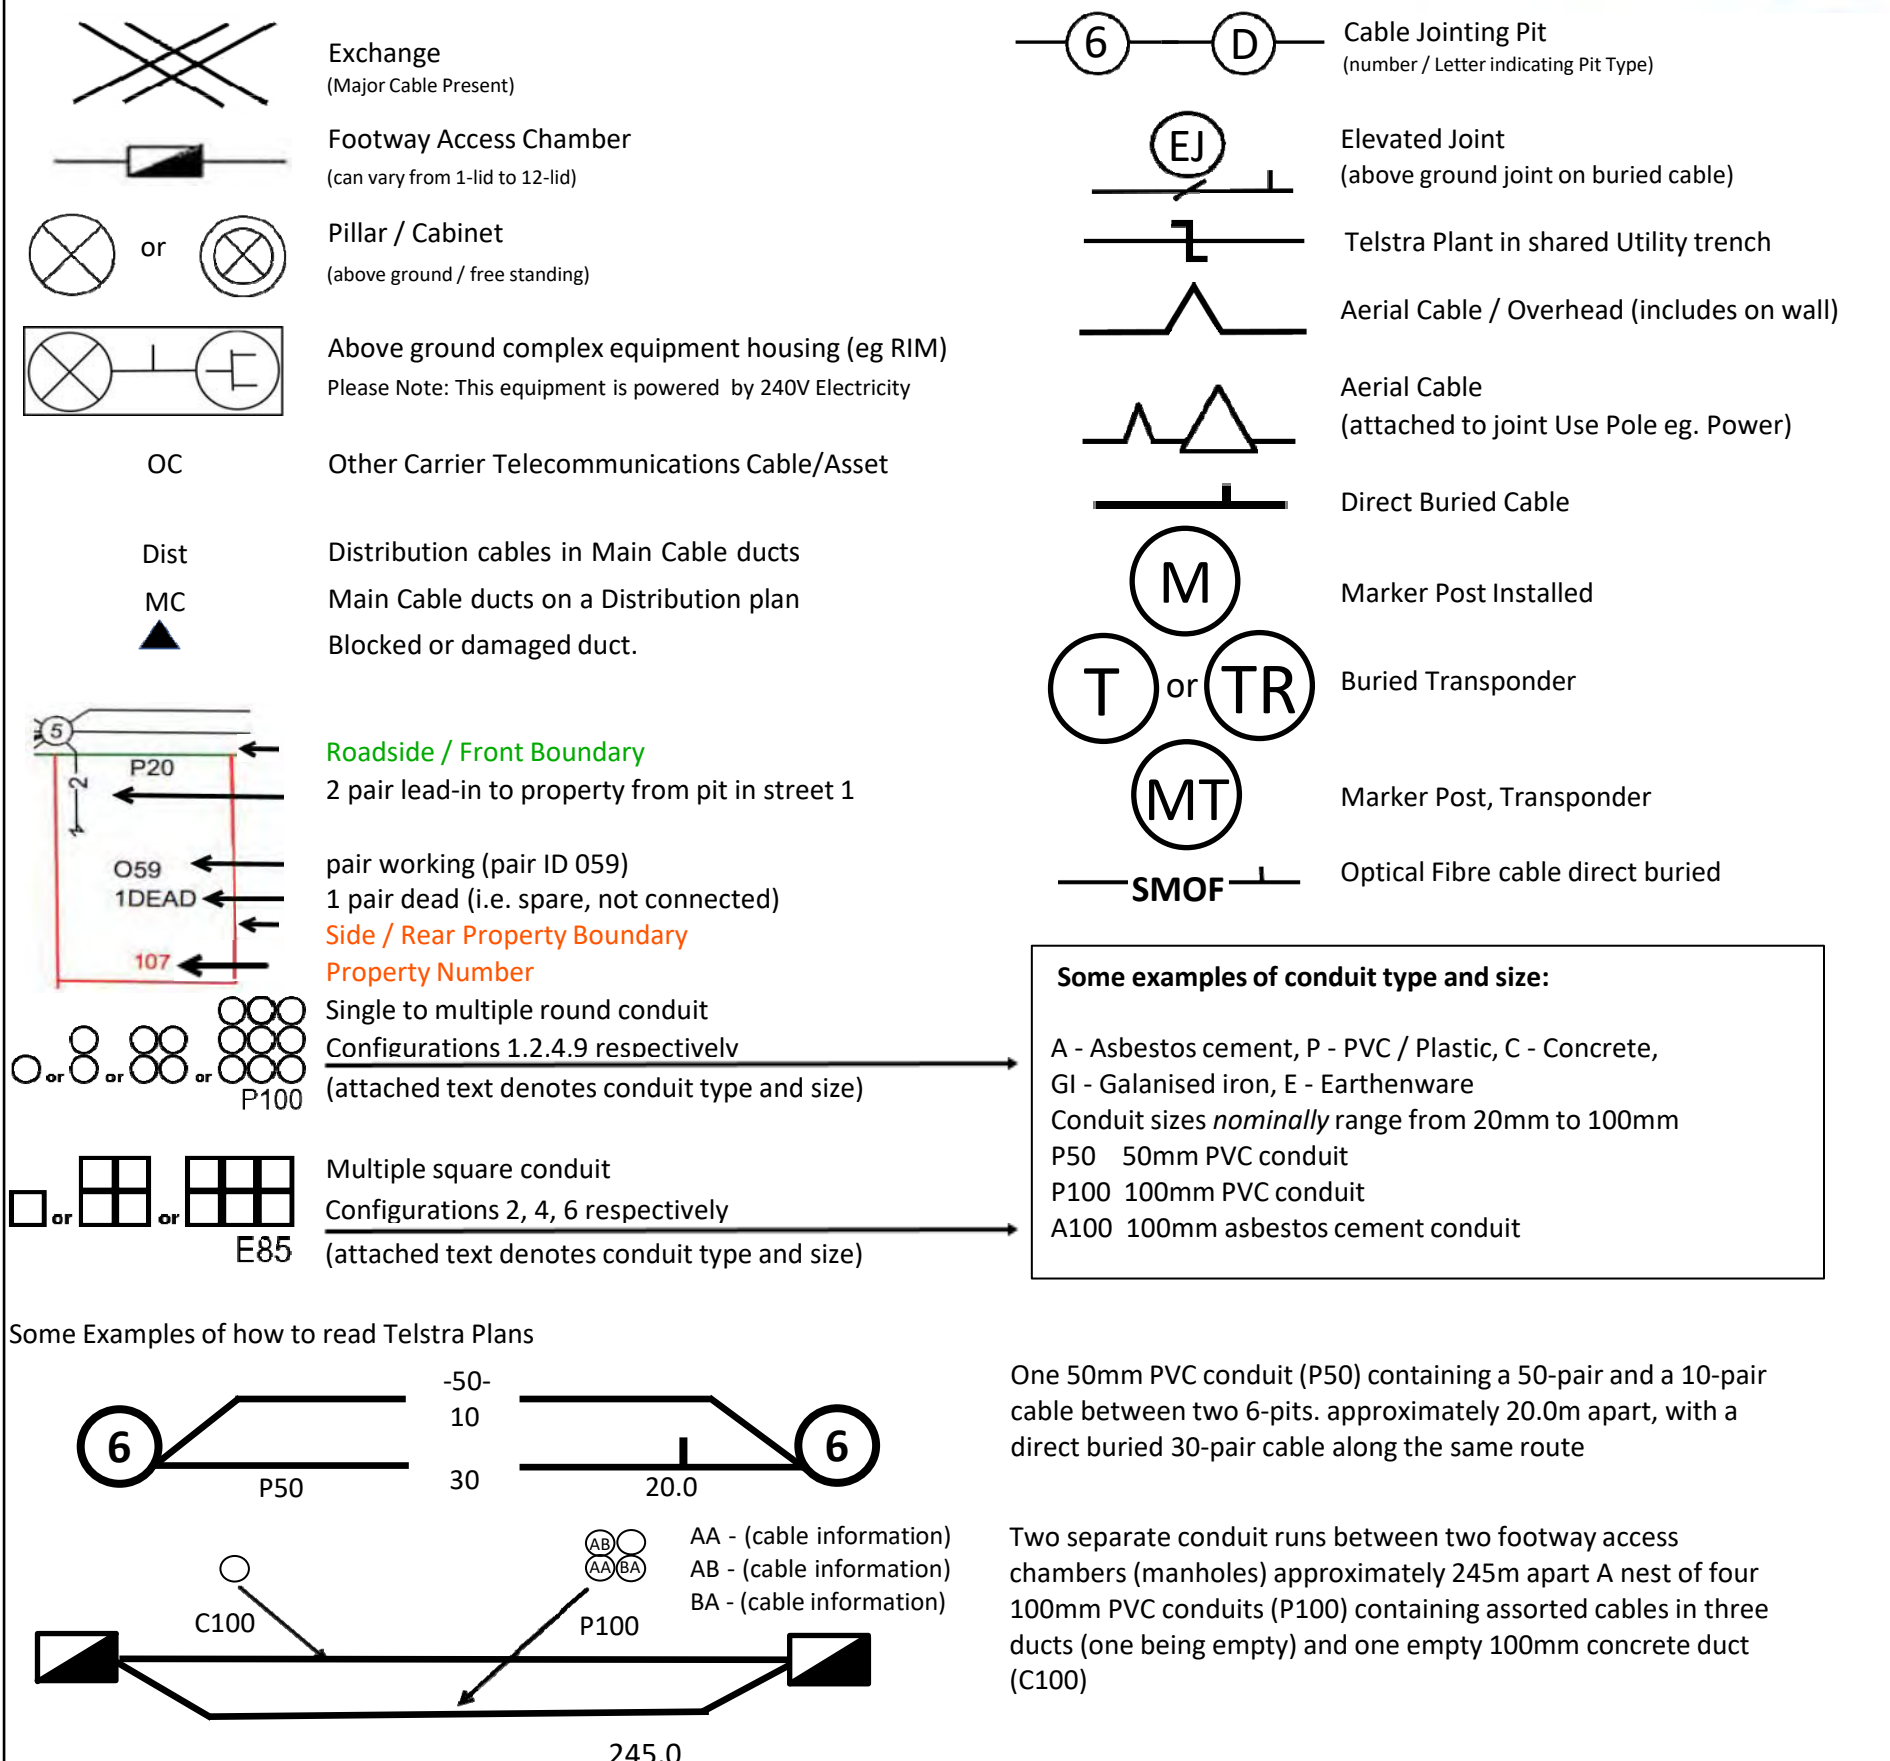 Exchange
(Major Cable Present)
Footway Access Chamber
(can vary from 1-lid to 12-lid)
or
Pillar / Cabinet
(above ground / free standing)
Above ground complex equipment housing (eg RIM)
Please Note: This equipment is powered by 240V Electricity
OC Other Carrier Telecommunications Cable/Asset
Dist Distribution cables in Main Cable ducts
MC Main Cable ducts on a Distribution plan
Blocked or damaged duct.
5
Roadside / Front Boundary
P20
2
2 pair lead-in to property from pit in street 1
O59 pair working (pair ID 059)
1DEAD 1 pair dead (i.e. spare, not connected)
Side / Rear Property Boundary
107 Property Number
Single to multiple round conduit
Configurations 1.2.4.9 respectively
or or or
P100
(attached text denotes conduit type and size)
Multiple square conduit
Configurations 2, 4, 6 respectively
or or
E85
(attached text denotes conduit type and size)
6 D
Cable Jointing Pit
(number / Letter indicating Pit Type)
EJ
Elevated Joint
(above ground joint on buried cable)
Telstra Plant in shared Utility trench
Aerial Cable / Overhead (includes on wall)
Aerial Cable
(attached to joint Use Pole eg. Power)
Direct Buried Cable
M Marker Post Installed
T or TR Buried Transponder
MT Marker Post, Transponder
SMOF Optical Fibre cable direct buried
Some examples of conduit type and size:
A - Asbestos cement, P - PVC / Plastic, C - Concrete,
GI - Galanised iron, E - Earthenware
Conduit sizes nominally range from 20mm to 100mm
P50 50mm PVC conduit
P100 100mm PVC conduit
A100 100mm asbestos cement conduit
Some Examples of how to read Telstra Plans
-50-
10
6 6
P50 30 20.0
One 50mm PVC conduit (P50) containing a 50-pair and a 10-pair
cable between two 6-pits. approximately 20.0m apart, with a
direct buried 30-pair cable along the same route
AB
AA BA
AA - (cable information)
AB - (cable information)
BA - (cable information)
C100 P100
245.0
Two separate conduit runs between two footway access
chambers (manholes) approximately 245m apart A nest of four
100mm PVC conduits (P100) containing assorted cables in three
ducts (one being empty) and one empty 100mm concrete duct
(C100)